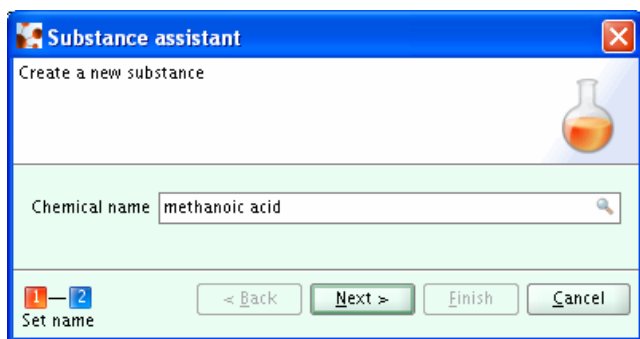 Substance assistant
Create a new substance
Chemical name methanoic acid
1 2
Set name
< Back Next > Finish Cancel